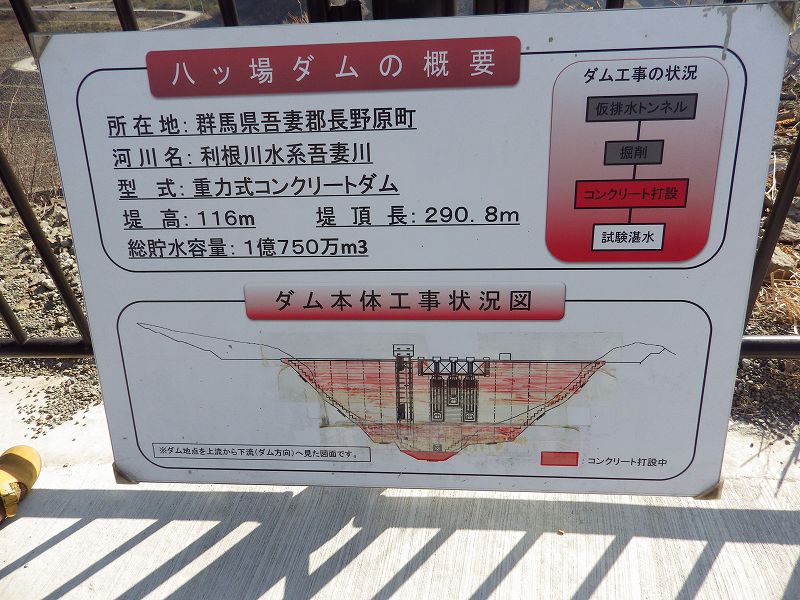 八ッ場ダムの概要
所在地：群馬県吾妻郡長野原町
河川名：利根川水系吾妻川
型　式：重力式コンクリートダム
堤　高：116m　　堤　頂　長：290.8m
総貯水容量：1億750万m3
ダム工事の状況
仮排水トンネル
掘削
コンクリート打設
試験湛水
ダム本体工事状況図
※ダム地点を上流から下流(ダム方向)へ見た図面です。
：コンクリート打設中